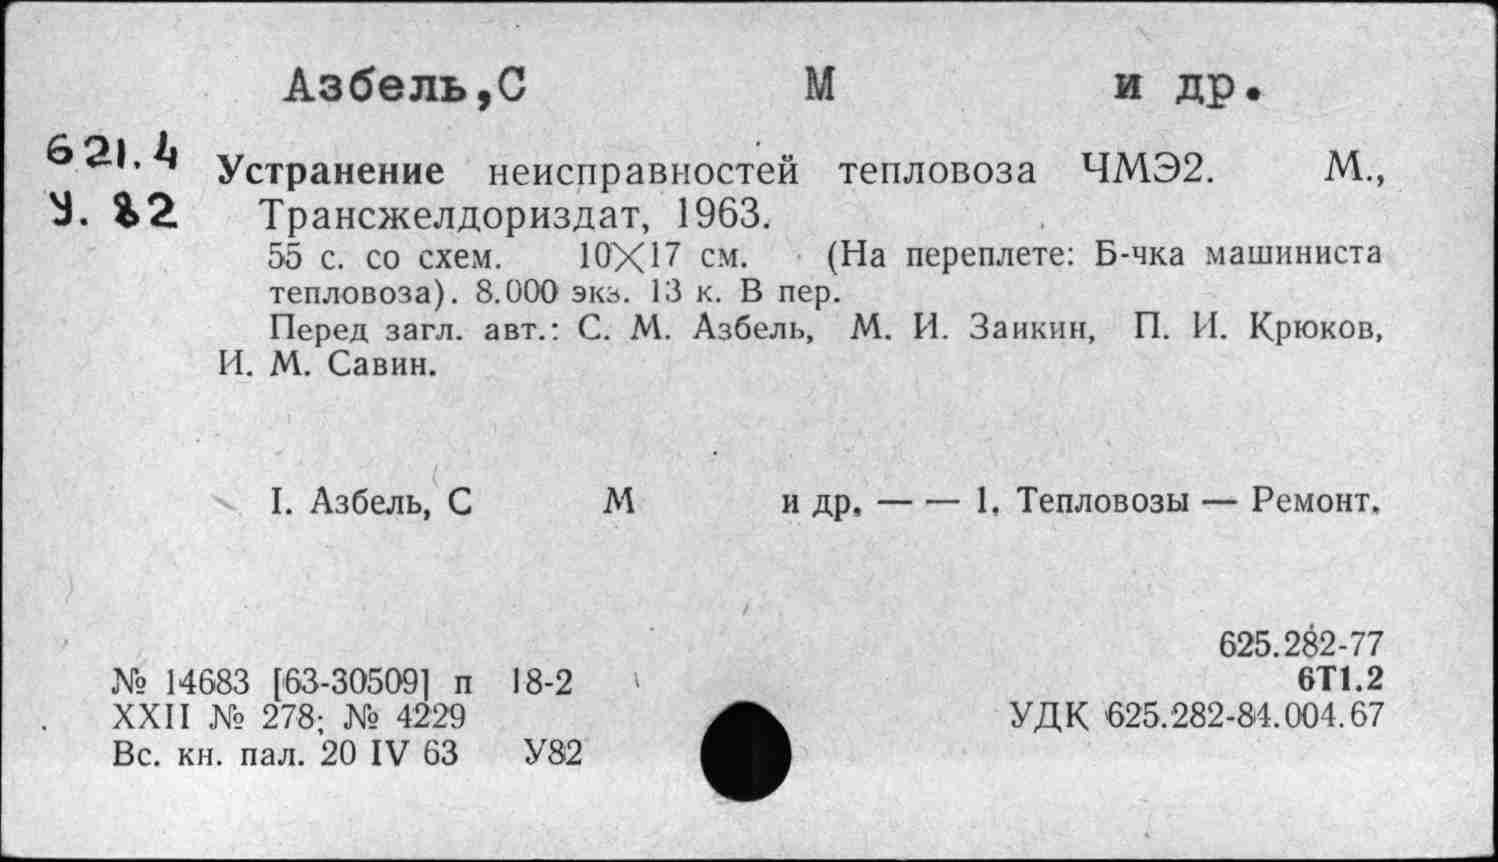 Азбель,С М и др.
621.4
У. 82
Устранение неисправностей тепловоза ЧМЭ2. М.,
Трансжелдориздат, 1963.
55 с. со схем. 10X17 см. (На переплете: Б-чка машиниста
тепловоза). 8.000 экз. 13 к. В пер.
Перед загл. авт.: С. М. Азбель, М. И. Заикин, П. И. Крюков,
И. М. Савин.
I. Азбель, С М и др. — — 1. Тепловозы — Ремонт.
625.282-77
№ 14683 [63-30509] п 18-2 6Т1.2
XXII № 278; № 4229 УДК 625.282-84.004.67
Вс. кн. пал. 20 IV 63 У82